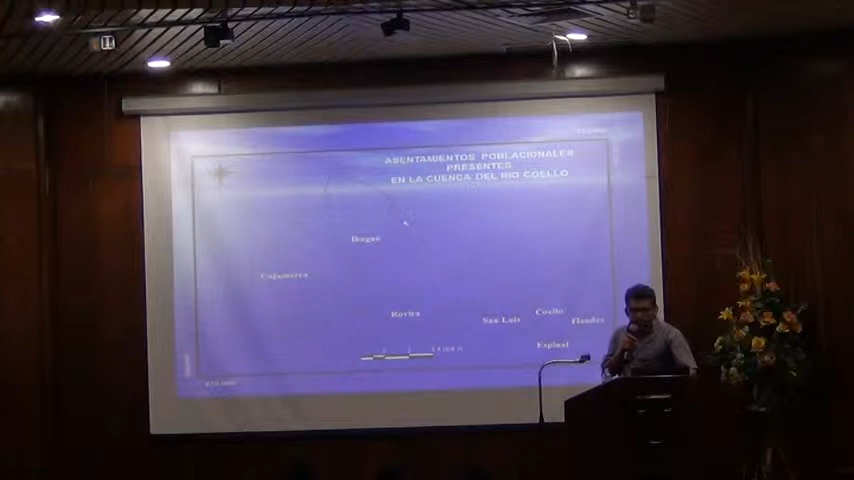 ASENTAMIENTOS POBLACIONALES
PRESENTES
EN LA CUENCA DEL RIO COELLO
Ibagué
Cajamarca
Rovira
San Luis
Coello
Flandes
Espinal